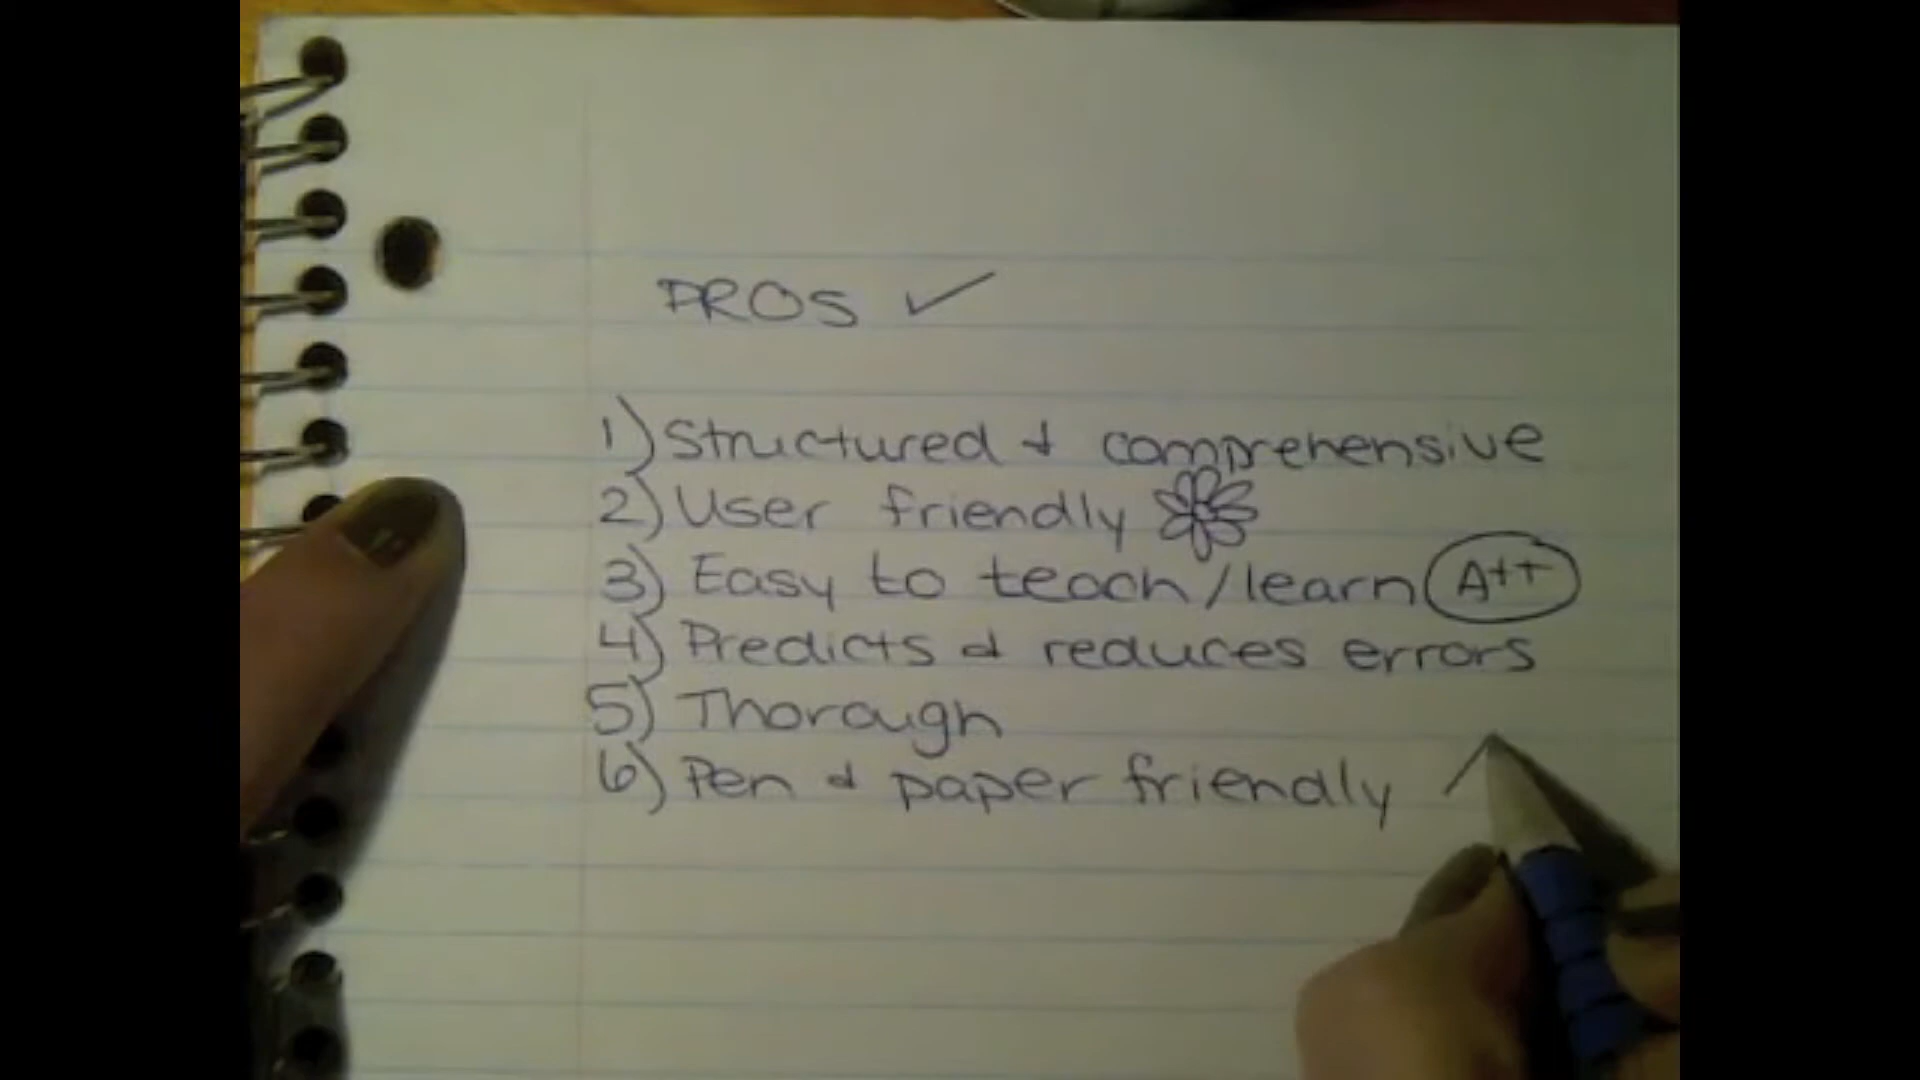 PROS ✓
1) Structured & comprehensive
2) User friendly
3) Easy to teach/learn A++
4) Predicts & reduces errors
5) Thorough
6) Pen & paper friendly